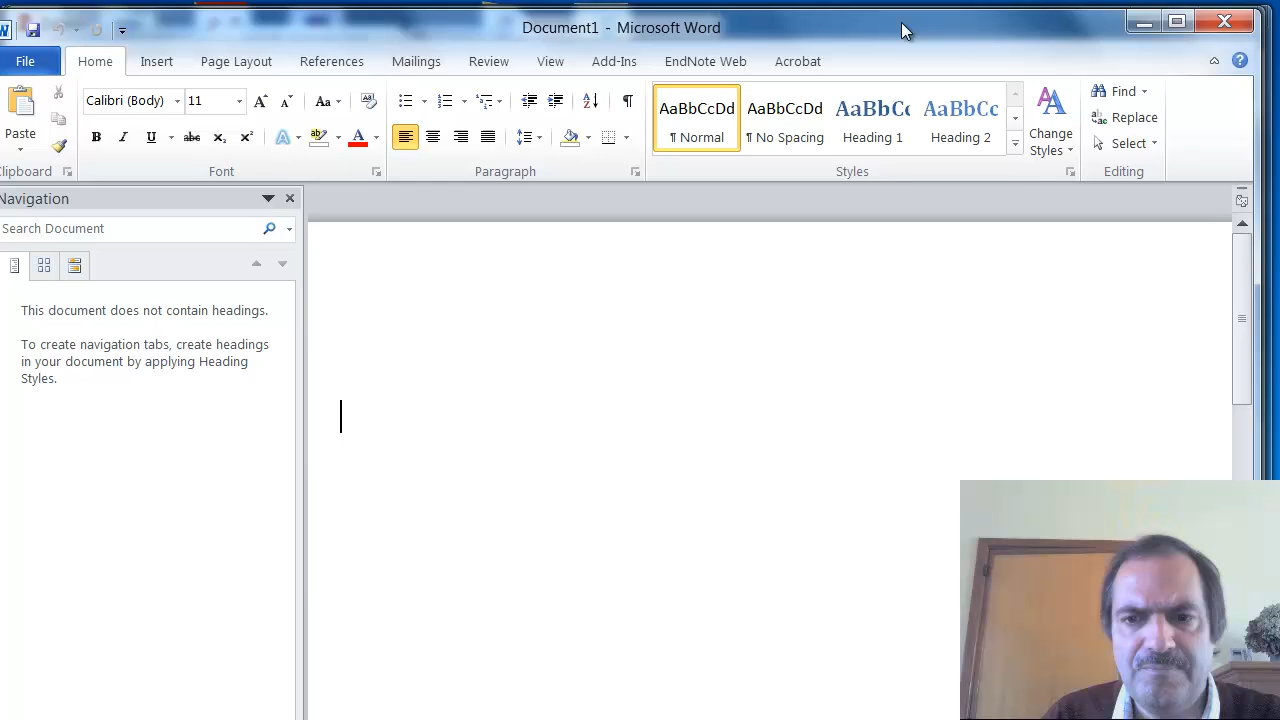 Document1 - Microsoft Word
File Home Insert Page Layout References Mailings Review View Add-Ins EndNote Web Acrobat
Paste
Calibri (Body) 11
Aa
AaBbCcDd AaBbCcDd AaBbCc AaBbCcDd
¶ Normal ¶ No Spacing Heading 1 Heading 2
Change Styles
Find
Replace
Select
Clipboard Font Paragraph Styles Editing
Navigation
Search Document
This document does not contain headings.
To create navigation tabs, create headings
in your document by applying Heading
Styles.